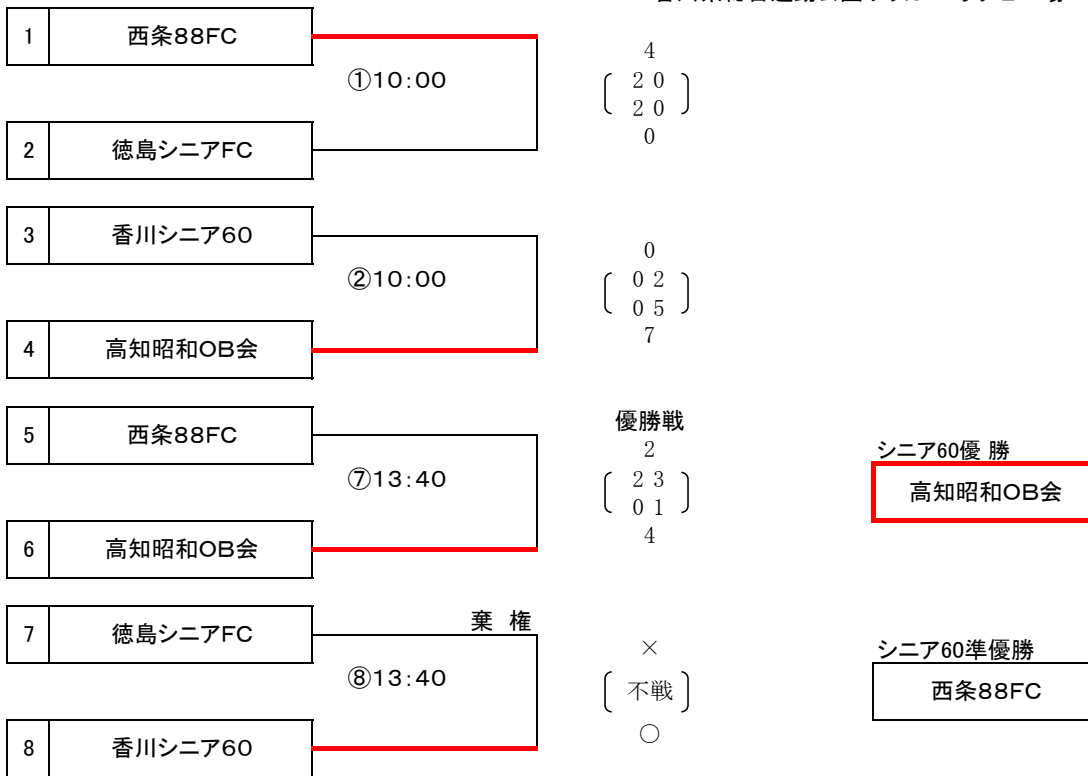 1 西条88FC
①10:00
4
2 0
2 0
0
2 徳島シニアFC
3 香川シニア60
②10:00
0
0 2
0 5
7
4 高知昭和OB会
5 西条88FC
⑦13:40
優勝戦
2
2 3
0 1
4
シニア60優 勝
高知昭和OB会
6 高知昭和OB会
7 徳島シニアFC
棄 権
⑧13:40
×
不戦
○
シニア60準優勝
西条88FC
8 香川シニア60